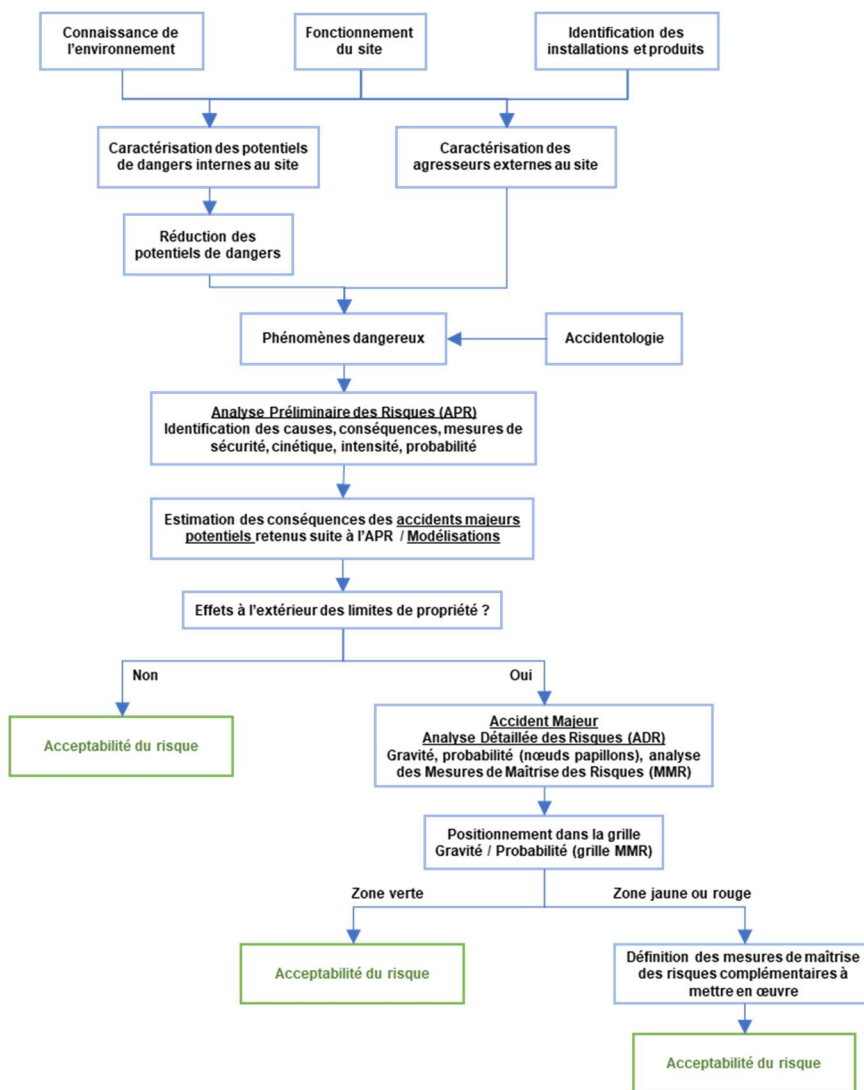 Connaissance de
l'environnement
Fonctionnement
du site
Identification des
installations et produits
Caractérisation des potentiels
de dangers internes au site
Caractérisation des
agresseurs externes au site
Réduction des
potentiels de dangers
Phénomènes dangereux
Accidentologie
Analyse Préliminaire des Risques (APR)
Identification des causes, conséquences, mesures de
sécurité, cinétique, intensité, probabilité
Estimation des conséquences des accidents majeurs
potentiels retenus suite à l'APR / Modélisations
Effets à l'extérieur des limites de propriété ?
Non
Oui
Acceptabilité du risque
Accident Majeur
Analyse Détaillée des Risques (ADR)
Gravité, probabilité (nœuds papillons), analyse
des Mesures de Maîtrise des Risques (MMR)
Positionnement dans la grille
Gravité / Probabilité (grille MMR)
Zone verte
Zone jaune ou rouge
Acceptabilité du risque
Définition des mesures de maîtrise
des risques complémentaires à
mettre en œuvre
Acceptabilité du risque